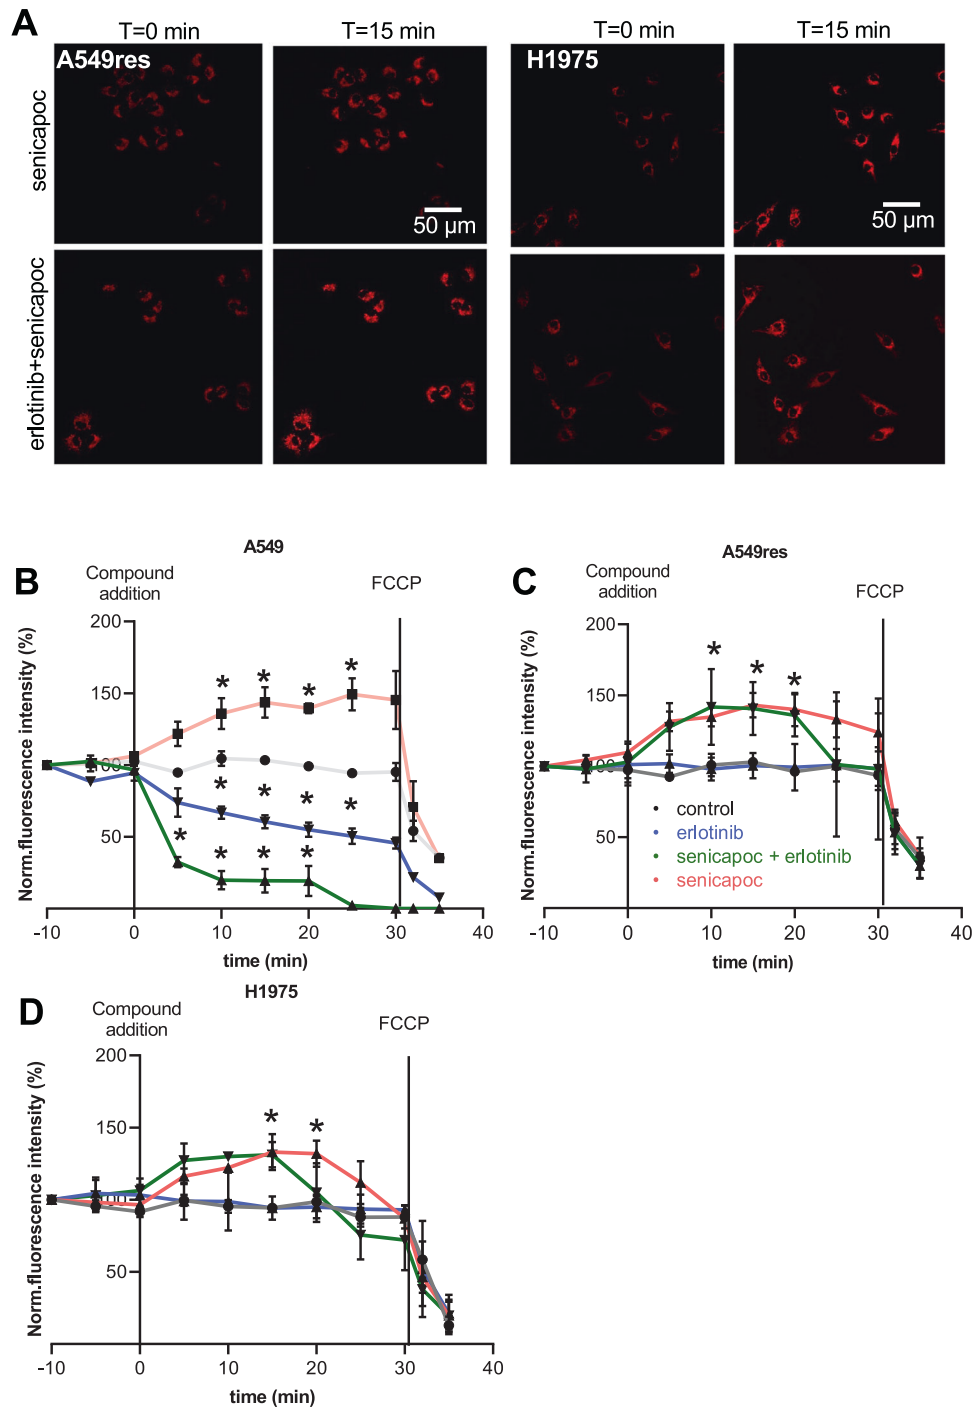 A
T=0 min T=15 min T=0 min T=15 min
A549res H1975
senicapoc
50 µm 50 µm
erlotinib+senicapoc
B
A549
Compound
addition
FCCP
Norm.fluorescence intensity (%)
200
* * * *
150
100
* * * *
50
* * * *
-10 0 10 20 30 40
time (min)
C
A549res
Compound
addition
FCCP
Norm.fluorescence intensity (%)
200
* * *
150
100
50
control
erlotinib
senicapoc + erlotinib
senicapoc
-10 0 10 20 30 40
time (min)
D
H1975
Compound
addition
FCCP
Norm.fluorescence intensity (%)
200
150
* *
100
50
-10 0 10 20 30 40
time (min)